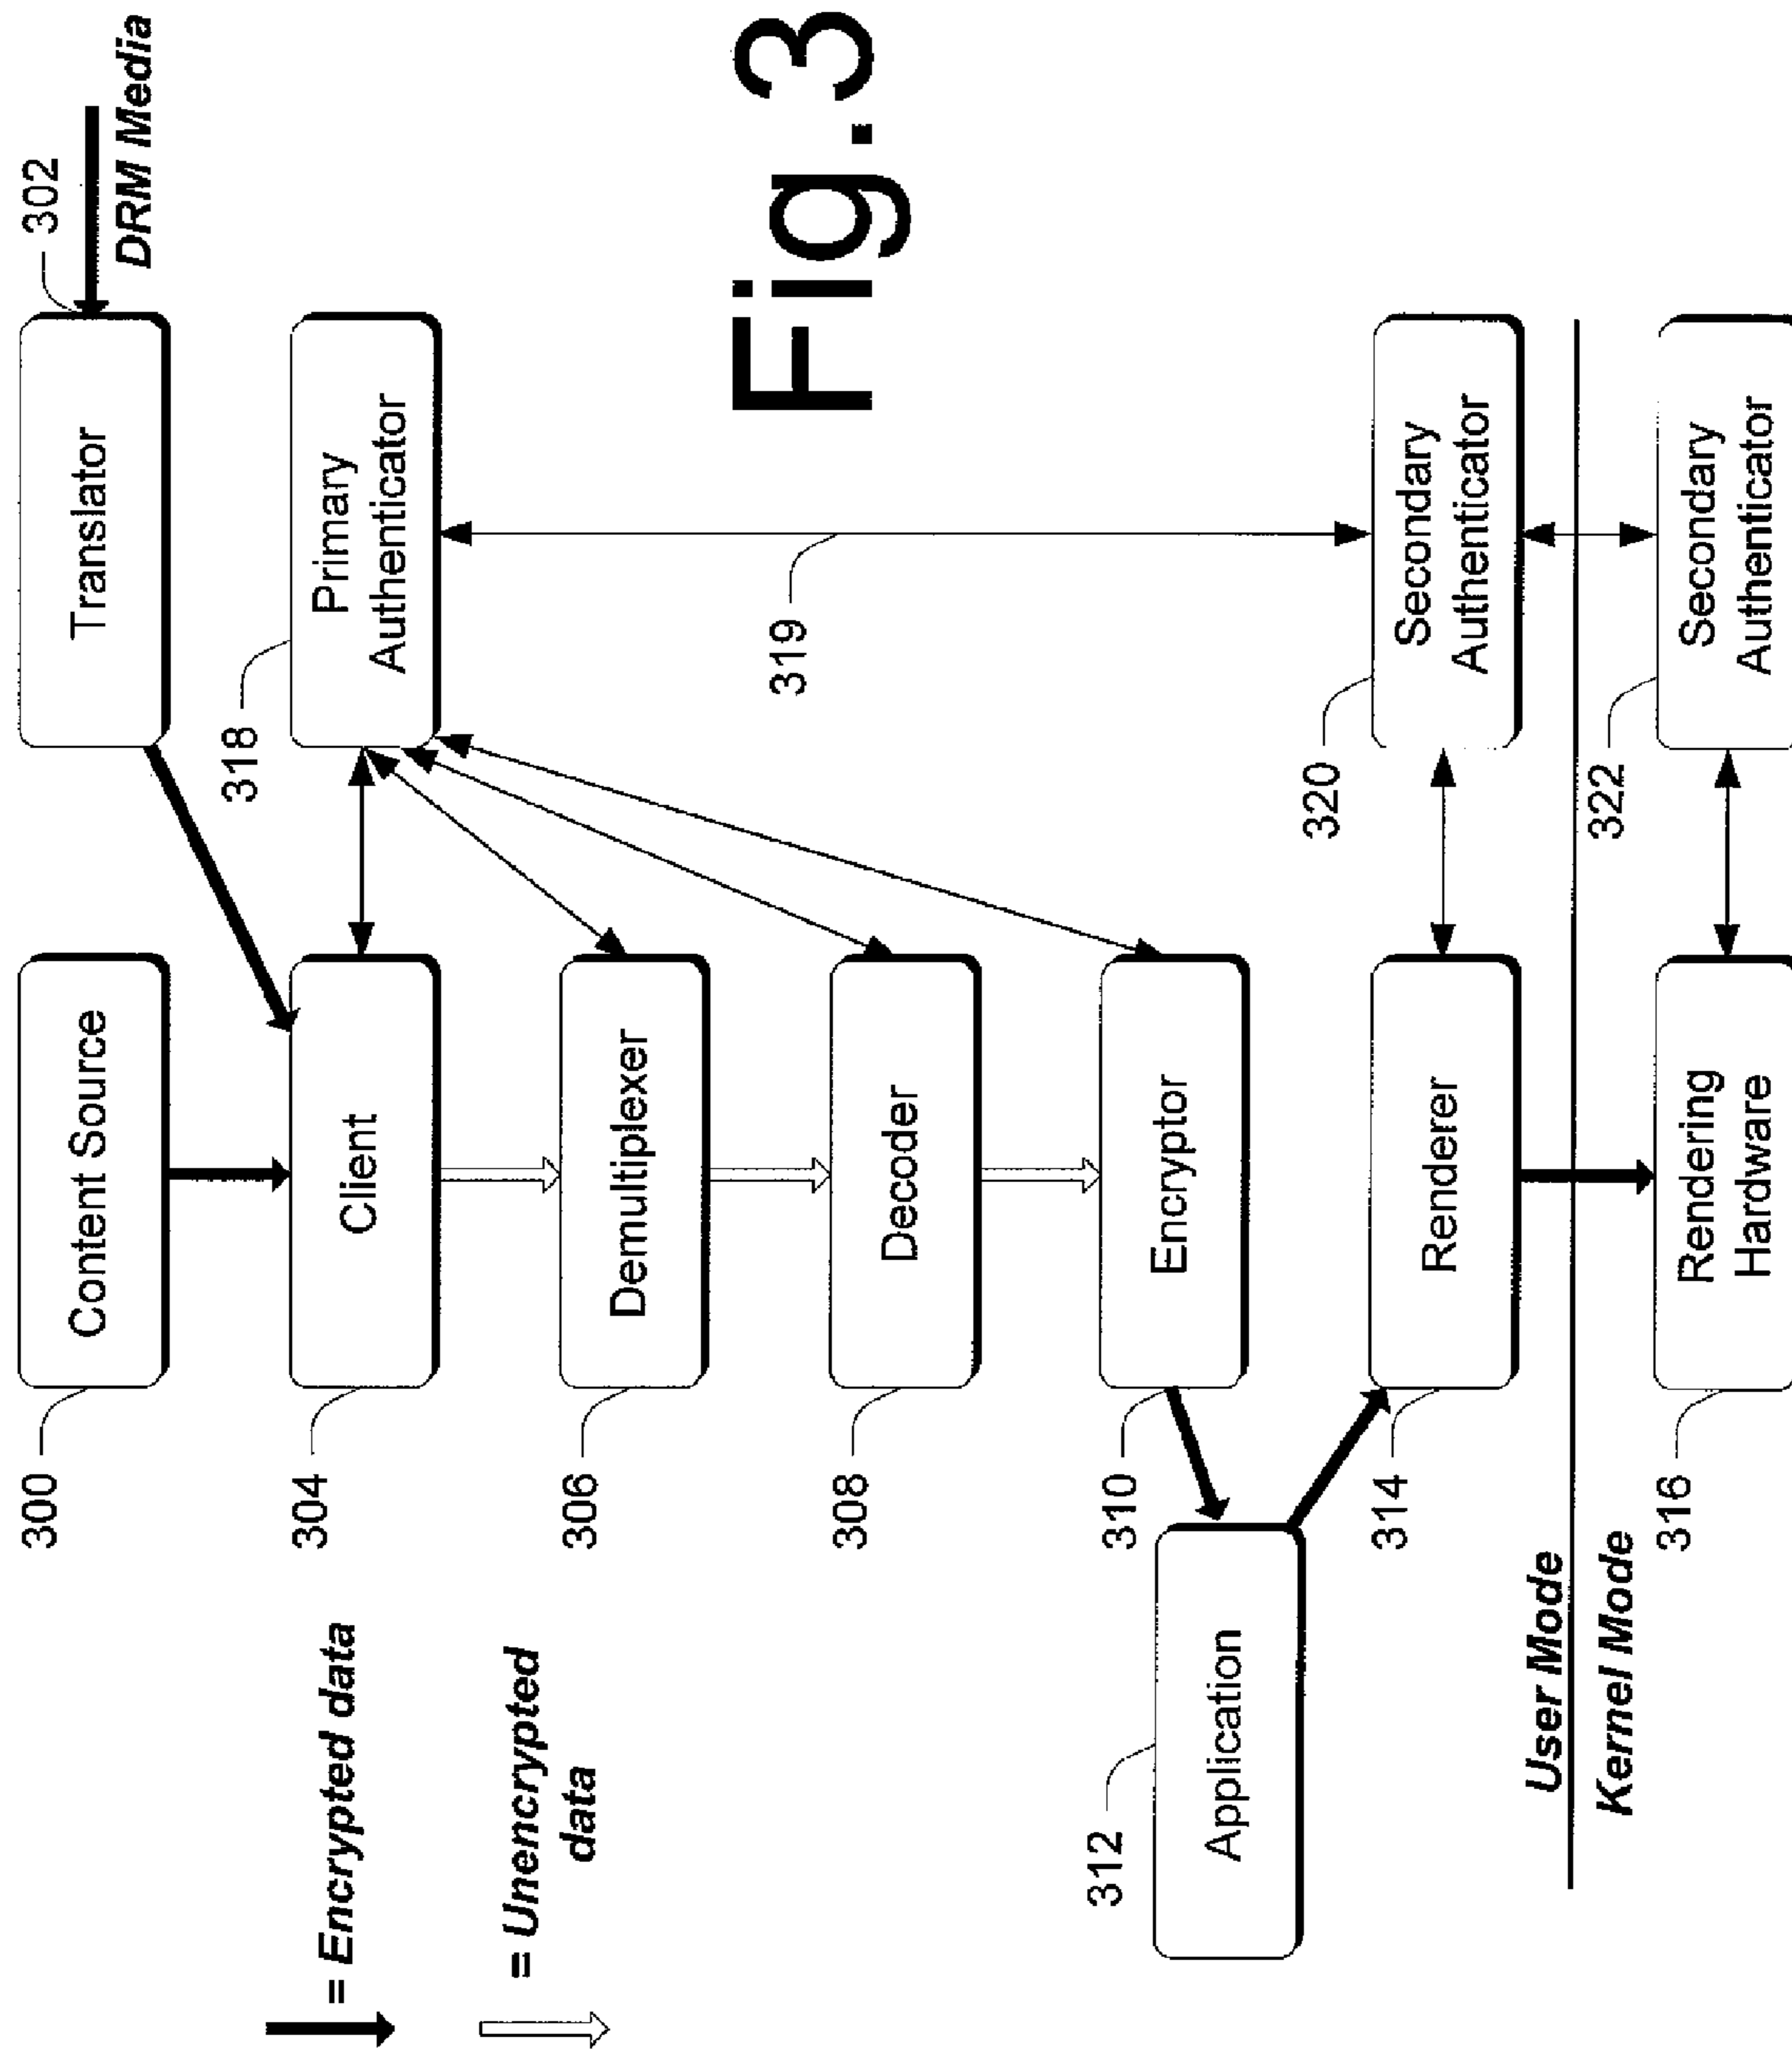 = Encrypted data
= Unencrypted
data
300
Content Source
Translator
302
DRM Media
304
Client
318
Primary
Authenticator
306
Demultiplexer
308
Decoder
319
Fig.3
310
Encryptor
312
Application
314
Renderer
320
Secondary
Authenticator
User Mode
Kernel Mode
316
Rendering
Hardware
322
Secondary
Authenticator